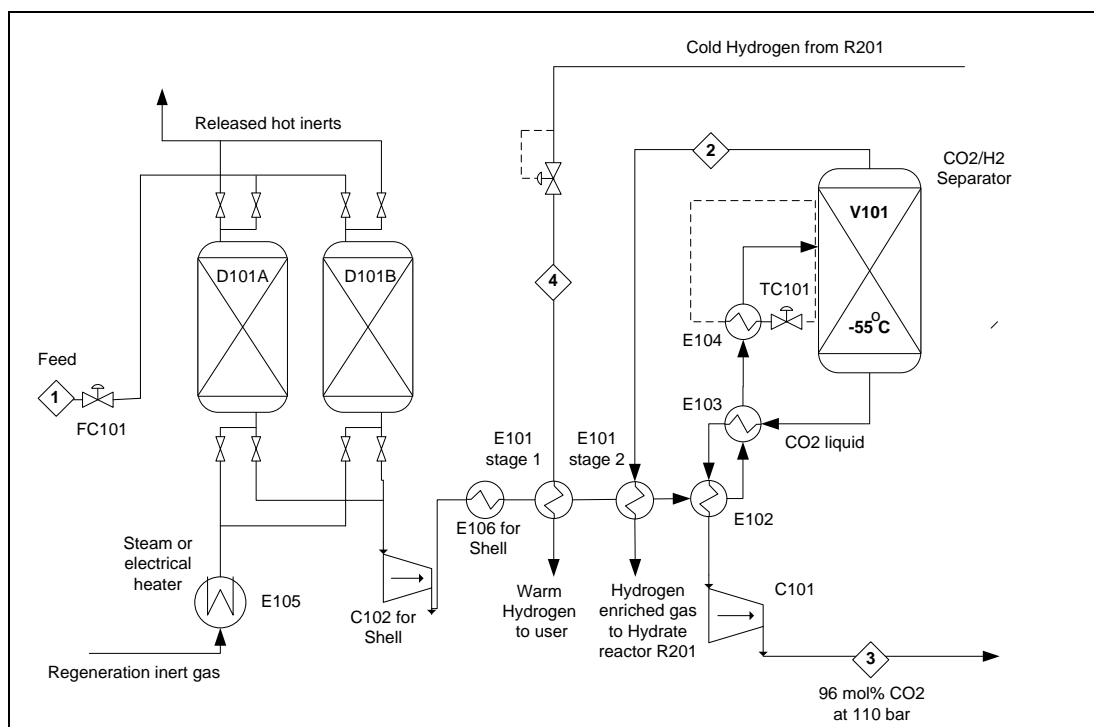 Cold Hydrogen from R201
Released hot inerts
2
CO2/H2
Separator
V101
D101A
D101B
4
TC101
-55°C
E104
Feed
1
FC101
E103
CO2 liquid
E101
stage 1
E101
stage 2
E102
E106 for
Shell
Steam or
electrical
heater
E105
C102 for
Shell
Warm
Hydrogen
to user
Hydrogen
enriched gas
to Hydrate
reactor R201
C101
Regeneration inert gas
3
96 mol% CO2
at 110 bar